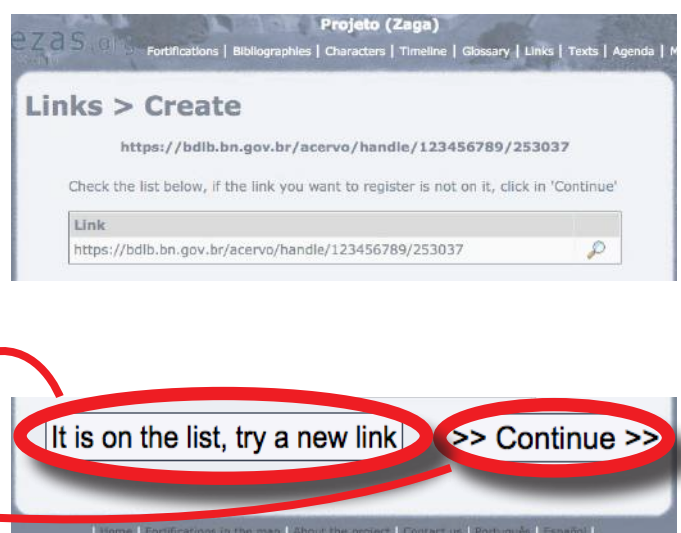 Projeto (Zaga)
ezas.org
Fortifications | Bibliographies | Characters | Timeline | Glossary | Links | Texts | Agenda | M
Links > Create
https://bdlb.bn.gov.br/acervo/handle/123456789/253037
Check the list below, if the link you want to register is not on it, click in 'Continue'
Link
https://bdlb.bn.gov.br/acervo/handle/123456789/253037
It is on the list, try a new link >> Continue >>
| Home | Fortifications in the map | About the project | Contact us | Português | Español |